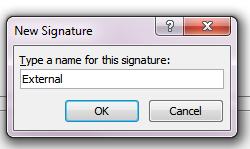 New Signature
Type a name for this signature:
External
OK Cancel